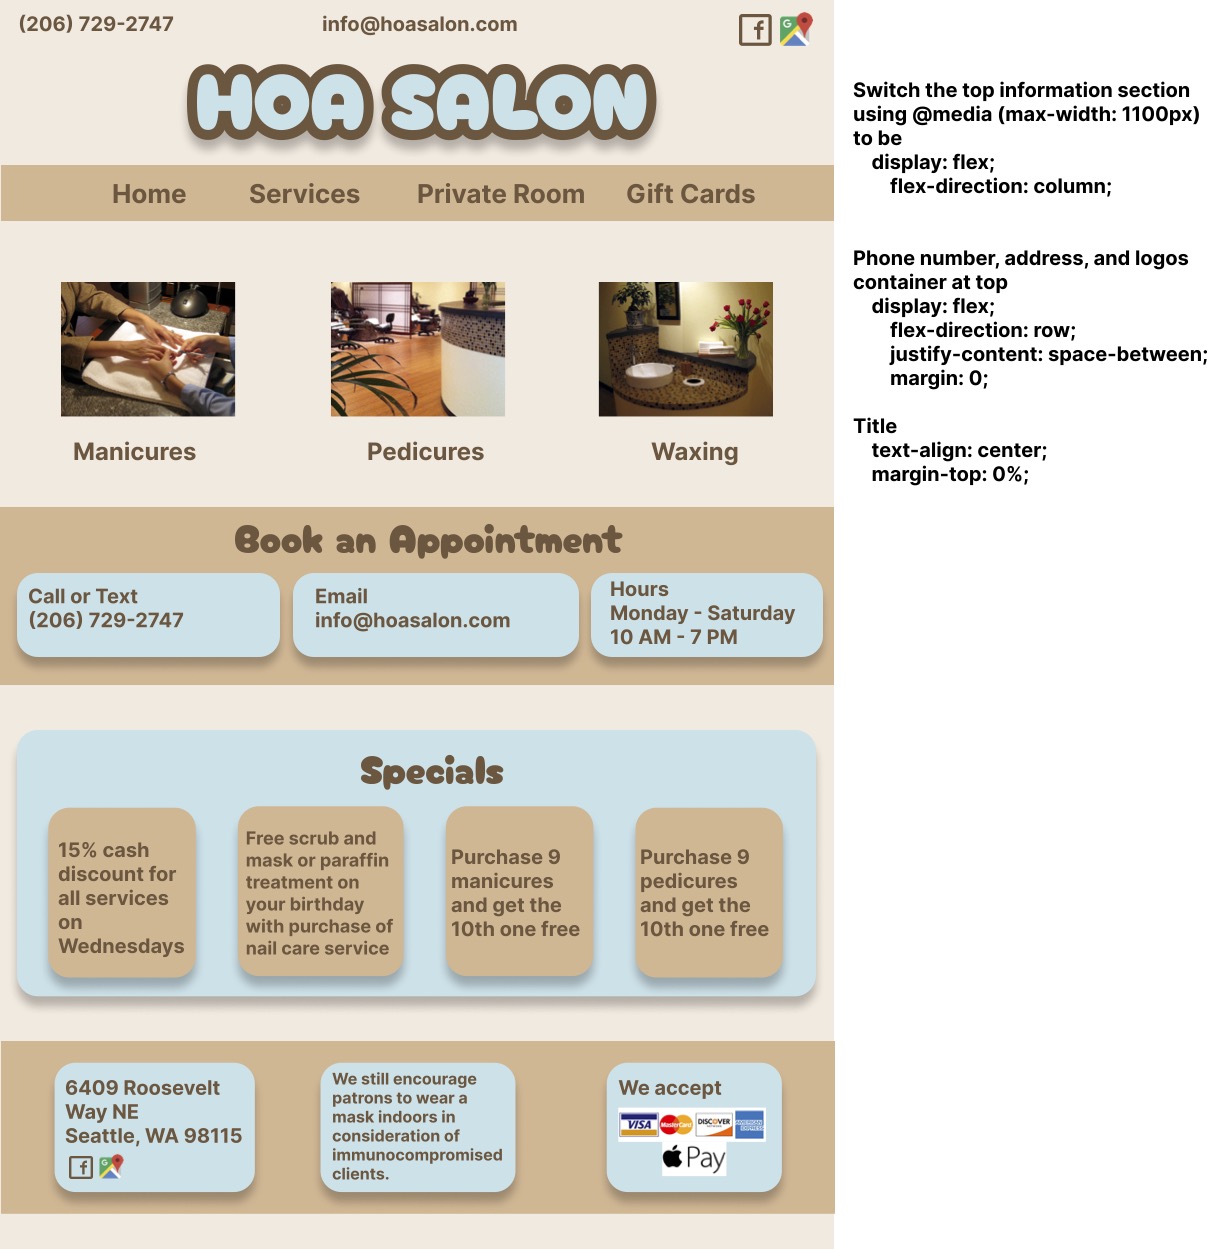 (206) 729-2747
info@hoasalon.com
HOA SALON
Home
Services
Private Room
Gift Cards
Manicures
Pedicures
Waxing
Book an Appointment
Call or Text
(206) 729-2747
Email
info@hoasalon.com
Hours
Monday - Saturday
10 AM - 7 PM
Specials
15% cash
discount for
all services
on
Wednesdays
Free scrub and
mask or paraffin
treatment on
your birthday
with purchase of
nail care service
Purchase 9
manicures
and get the
10th one free
Purchase 9
pedicures
and get the
10th one free
6409 Roosevelt
Way NE
Seattle, WA 98115
We still encourage
patrons to wear a
mask indoors in
consideration of
immunocompromised
clients.
We accept
VISA
MasterCard
DISCOVER
AMERICAN EXPRESS
Pay
Switch the top information section
using @media (max-width: 1100px)
to be
display: flex;
flex-direction: column;
Phone number, address, and logos
container at top
display: flex;
flex-direction: row;
justify-content: space-between;
margin: 0;
Title
text-align: center;
margin-top: 0%;